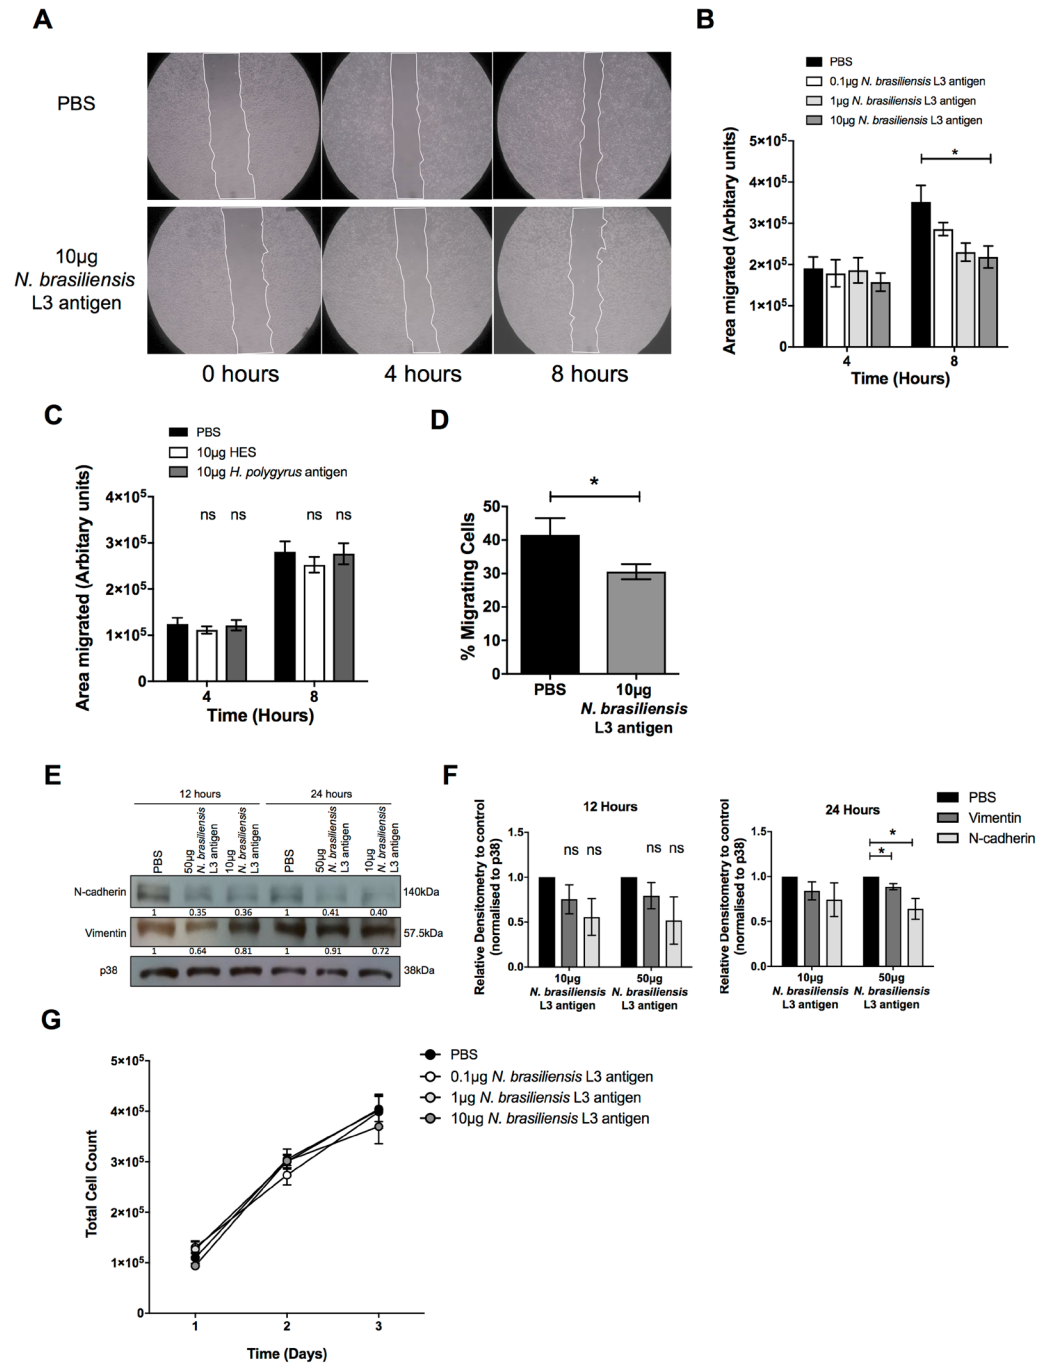 A
PBS
10µg
N. brasiliensis
L3 antigen
0 hours
4 hours
8 hours
B
PBS
0.1µg N. brasiliensis L3 antigen
1µg N. brasiliensis L3 antigen
10µg N. brasiliensis L3 antigen
Area migrated (Arbitary units)
5×10⁵
4×10⁵
3×10⁵
2×10⁵
1×10⁵
0
*
4
8
Time (Hours)
C
PBS
10µg HES
10µg H. polygyrus antigen
Area migrated (Arbitary units)
4×10⁵
3×10⁵
2×10⁵
1×10⁵
0
ns ns ns ns
4
8
Time (Hours)
D
% Migrating Cells
50
40
30
20
10
0
*
PBS
10µg
N. brasiliensis
L3 antigen
E
12 hours
24 hours
PBS
50µg
N. brasiliensis
L3 antigen
10µg
N. brasiliensis
L3 antigen
PBS
50µg
N. brasiliensis
L3 antigen
10µg
N. brasiliensis
L3 antigen
N-cadherin
140kDa
1 0.35 0.36 1 0.41 0.40
Vimentin
57.5kDa
1 0.64 0.81 1 0.91 0.72
p38
38kDa
F
PBS
Vimentin
N-cadherin
12 Hours
Relative Densitometry to control
(normalised to p38)
1.5
1.0
0.5
0.0
ns ns ns ns
10µg
N. brasiliensis
L3 antigen
50µg
N. brasiliensis
L3 antigen
24 Hours
Relative Densitometry to control
(normalised to p38)
1.5
1.0
0.5
0.0
*
*
10µg
N. brasiliensis
L3 antigen
50µg
N. brasiliensis
L3 antigen
G
PBS
0.1µg N. brasiliensis L3 antigen
1µg N. brasiliensis L3 antigen
10µg N. brasiliensis L3 antigen
Total Cell Count
5×10⁵
4×10⁵
3×10⁵
2×10⁵
1×10⁵
0
1
2
3
Time (Days)